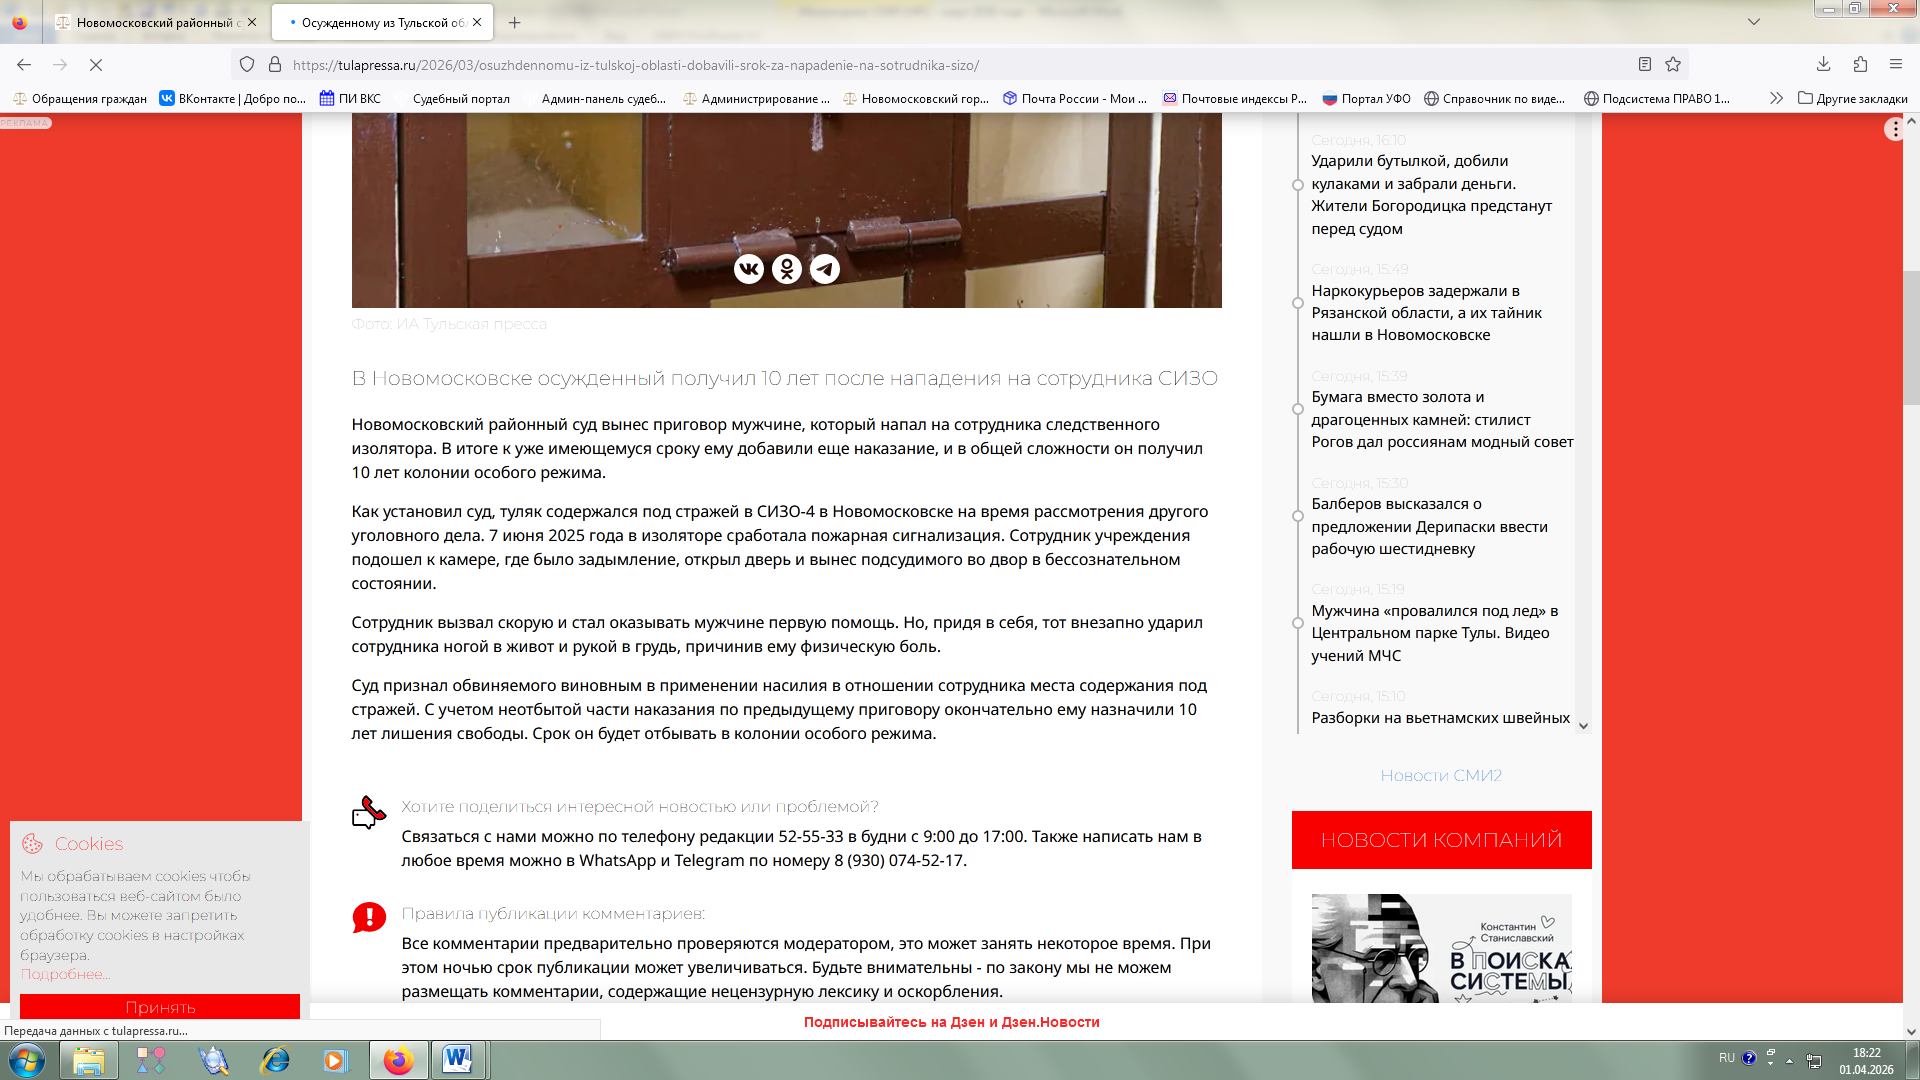 Новомосковский районный с
Осужденному из Тульской об
https://tulapressa.ru/2026/03/osuzhdennomu-iz-tulskoj-oblasti-dobavili-srok-za-napadenie-na-sotrudnika-sizo/
Обращения граждан
ВКонтакте | Добро по...
ПИ ВКС
Судебный портал
Админ-панель судеб...
Администрирование ...
Новомосковский гор...
Почта России - Мои ...
Почтовые индексы Р...
Портал УФО
Справочник по виде...
Подсистема ПРАВО 1...
Другие закладки
РЕКЛАМА
Фото: ИА Тульская пресса
В Новомосковске осужденный получил 10 лет после нападения на сотрудника СИЗО
Новомосковский районный суд вынес приговор мужчине, который напал на сотрудника следственного
изолятора. В итоге к уже имеющемуся сроку ему добавили еще наказание, и в общей сложности он получил
10 лет колонии особого режима.
Как установил суд, туляк содержался под стражей в СИЗО-4 в Новомосковске на время рассмотрения другого
уголовного дела. 7 июня 2025 года в изоляторе сработала пожарная сигнализация. Сотрудник учреждения
подошел к камере, где было задымление, открыл дверь и вынес подсудимого во двор в бессознательном
состоянии.
Сотрудник вызвал скорую и стал оказывать мужчине первую помощь. Но, придя в себя, тот внезапно ударил
сотрудника ногой в живот и рукой в грудь, причинив ему физическую боль.
Суд признал обвиняемого виновным в применении насилия в отношении сотрудника места содержания под
стражей. С учетом неотбытой части наказания по предыдущему приговору окончательно ему назначили 10
лет лишения свободы. Срок он будет отбывать в колонии особого режима.
Хотите поделиться интересной новостью или проблемой?
Связаться с нами можно по телефону редакции 52-55-33 в будни с 9:00 до 17:00. Также написать нам в
любое время можно в WhatsApp и Telegram по номеру 8 (930) 074-52-17.
Правила публикации комментариев:
Все комментарии предварительно проверяются модератором, это может занять некоторое время. При
этом ночью срок публикации может увеличиваться. Будьте внимательны - по закону мы не можем
размещать комментарии, содержащие нецензурную лексику и оскорбления.
Сегодня, 16:10
Ударили бутылкой, добили
кулаками и забрали деньги.
Жители Богородицка предстанут
перед судом
Сегодня, 15:49
Наркокурьеров задержали в
Рязанской области, а их тайник
нашли в Новомосковске
Сегодня, 15:39
Бумага вместо золота и
драгоценных камней: стилист
Рогов дал россиянам модный совет
Сегодня, 15:30
Балберов высказался о
предложении Дерипаски ввести
рабочую шестидневку
Сегодня, 15:19
Мужчина «провалился под лед» в
Центральном парке Тулы. Видео
учений МЧС
Сегодня, 15:10
Разборки на вьетнамских швейных
Новости СМИ2
НОВОСТИ КОМПАНИЙ
Константин
Станиславский
В ПОИСКА
СИСТЕМЫ
Cookies
Мы обрабатываем cookies чтобы
пользоваться веб-сайтом было
удобнее. Вы можете запретить
обработку cookies в настройках
браузера.
Подробнее...
Принять
Подписывайтесь на Дзен и Дзен.Новости
Передача данных с tulapressa.ru...
RU
18:22
01.04.2026